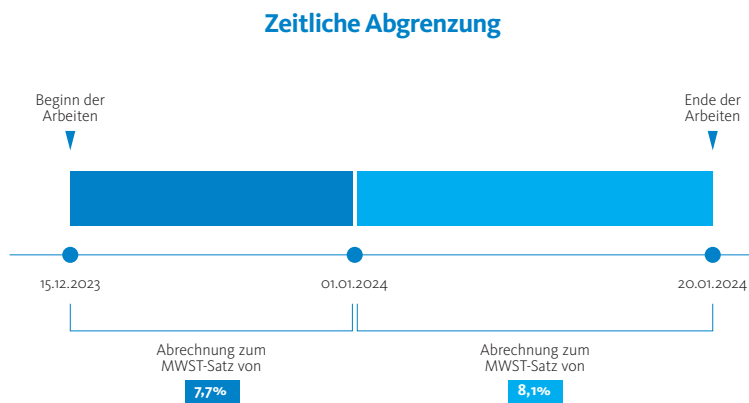 Zeitliche Abgrenzung
Beginn der
Arbeiten
Ende der
Arbeiten
15.12.2023
01.01.2024
20.01.2024
Abrechnung zum
MWST-Satz von
7,7%
Abrechnung zum
MWST-Satz von
8,1%